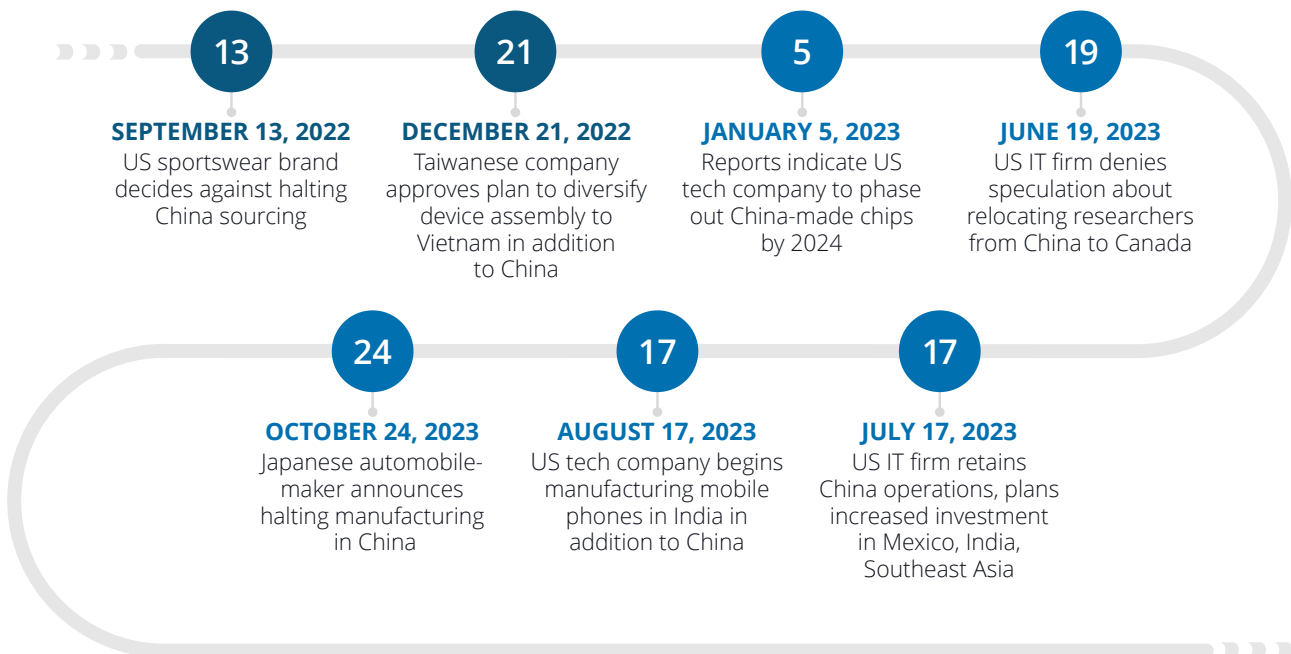 13
SEPTEMBER 13, 2022
US sportswear brand
decides against halting
China sourcing
21
DECEMBER 21, 2022
Taiwanese company
approves plan to diversify
device assembly to
Vietnam in addition
to China
5
JANUARY 5, 2023
Reports indicate US
tech company to phase
out China-made chips
by 2024
19
JUNE 19, 2023
US IT firm denies
speculation about
relocating researchers
from China to Canada
17
JULY 17, 2023
US IT firm retains
China operations, plans
increased investment
in Mexico, India,
Southeast Asia
17
AUGUST 17, 2023
US tech company begins
manufacturing mobile
phones in India in
addition to China
24
OCTOBER 24, 2023
Japanese automobile-
maker announces
halting manufacturing
in China